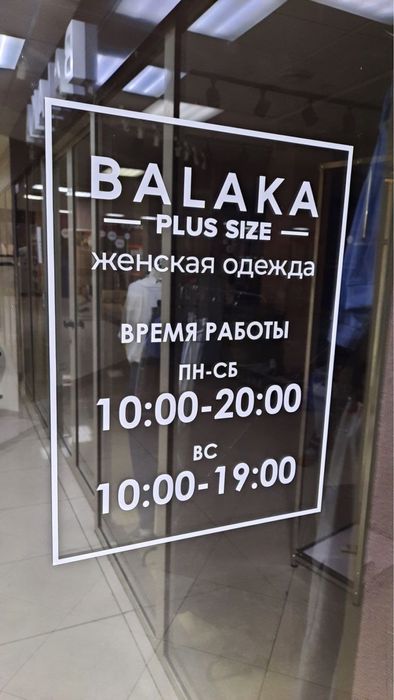 BALAKA
PLUS SIZE
женская одежда
ВРЕМЯ РАБОТЫ
ПН-СБ
10:00-20:00
ВС
10:00-19:00